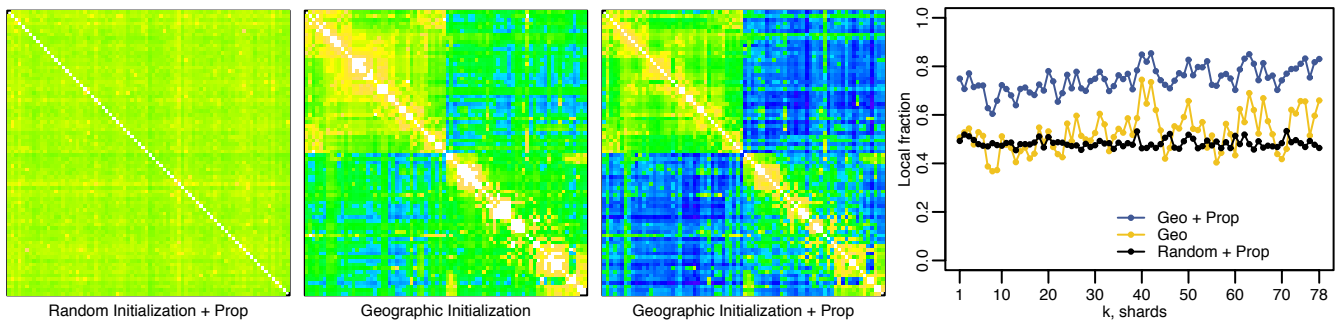 Random Initialization + Prop
Geographic Initialization
Geographic Initialization + Prop
Local fraction
0.0 0.2 0.4 0.6 0.8 1.0
Geo + Prop
Geo
Random + Prop
1 10 20 30 40 50 60 70 78
k, shards